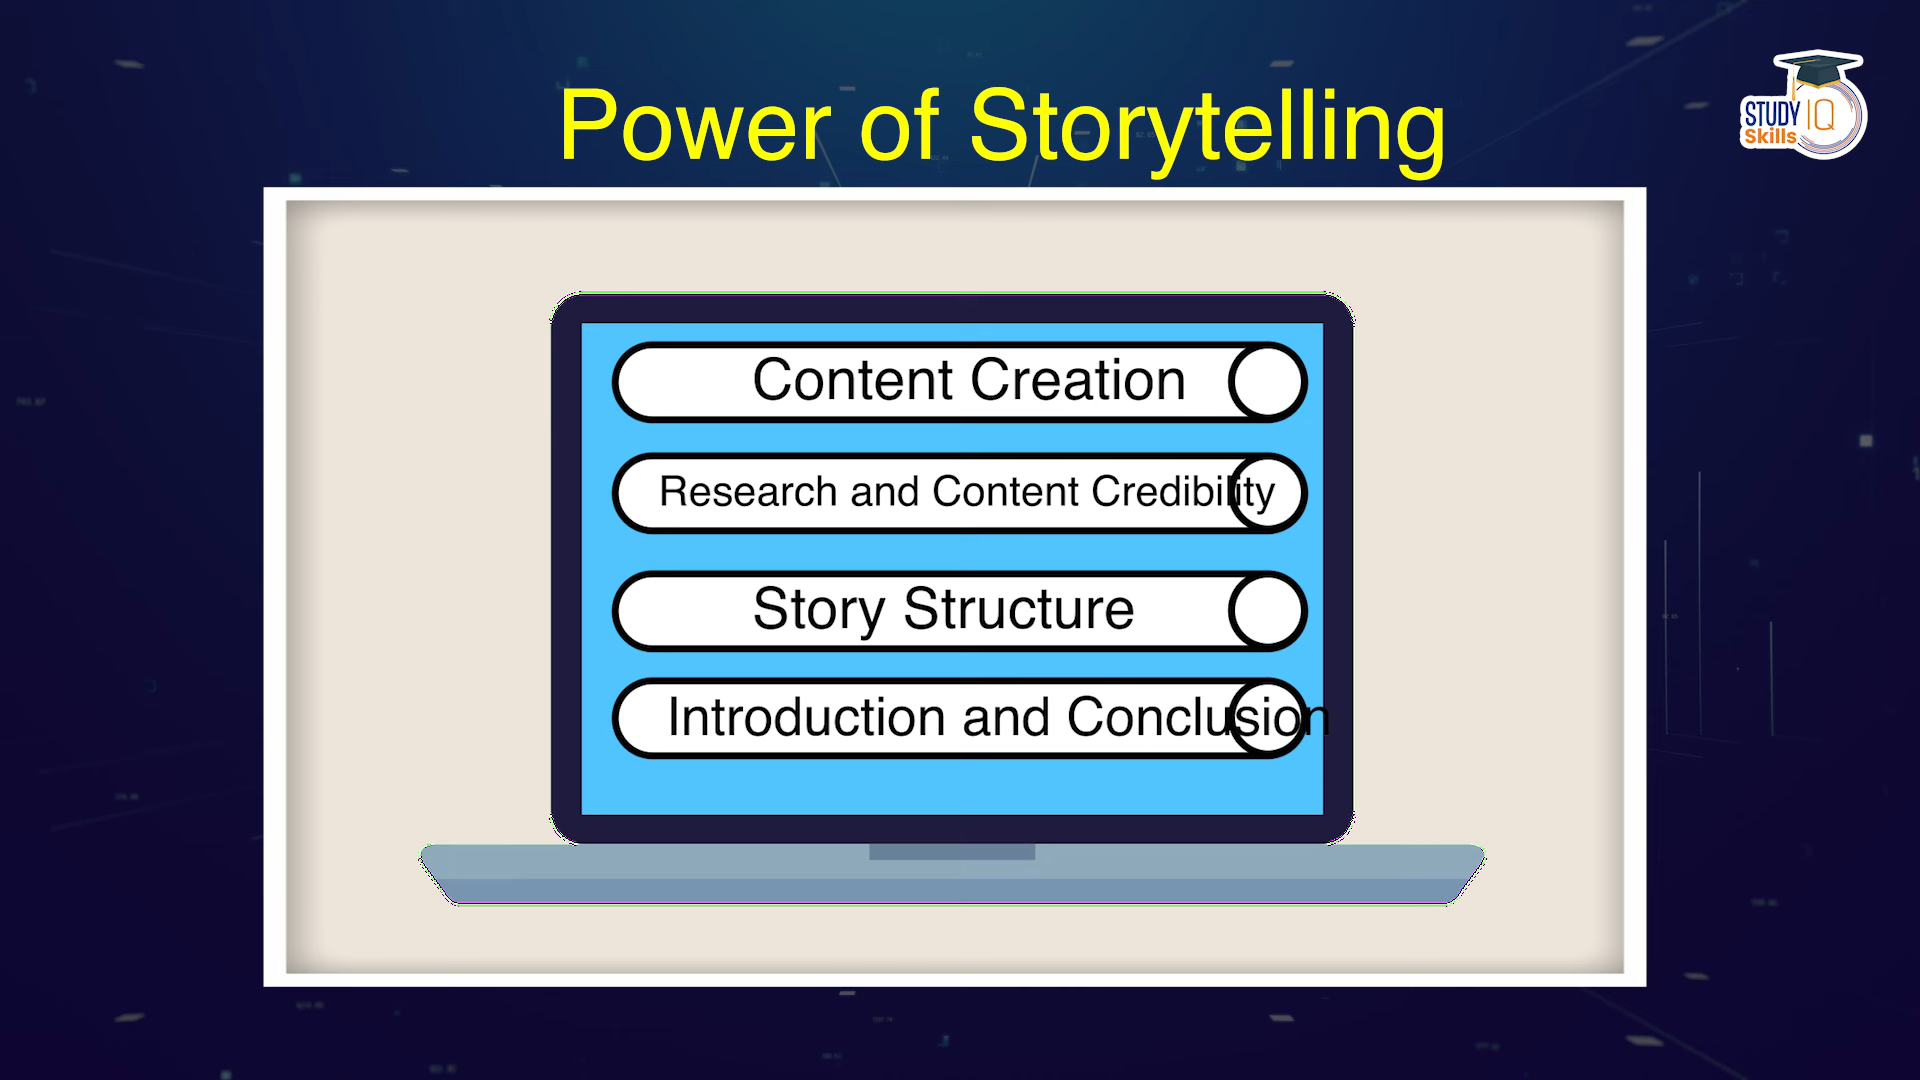 Power of Storytelling
STUDY IQ
Skills
Content Creation
Research and Content Credibility
Story Structure
Introduction and Conclusion